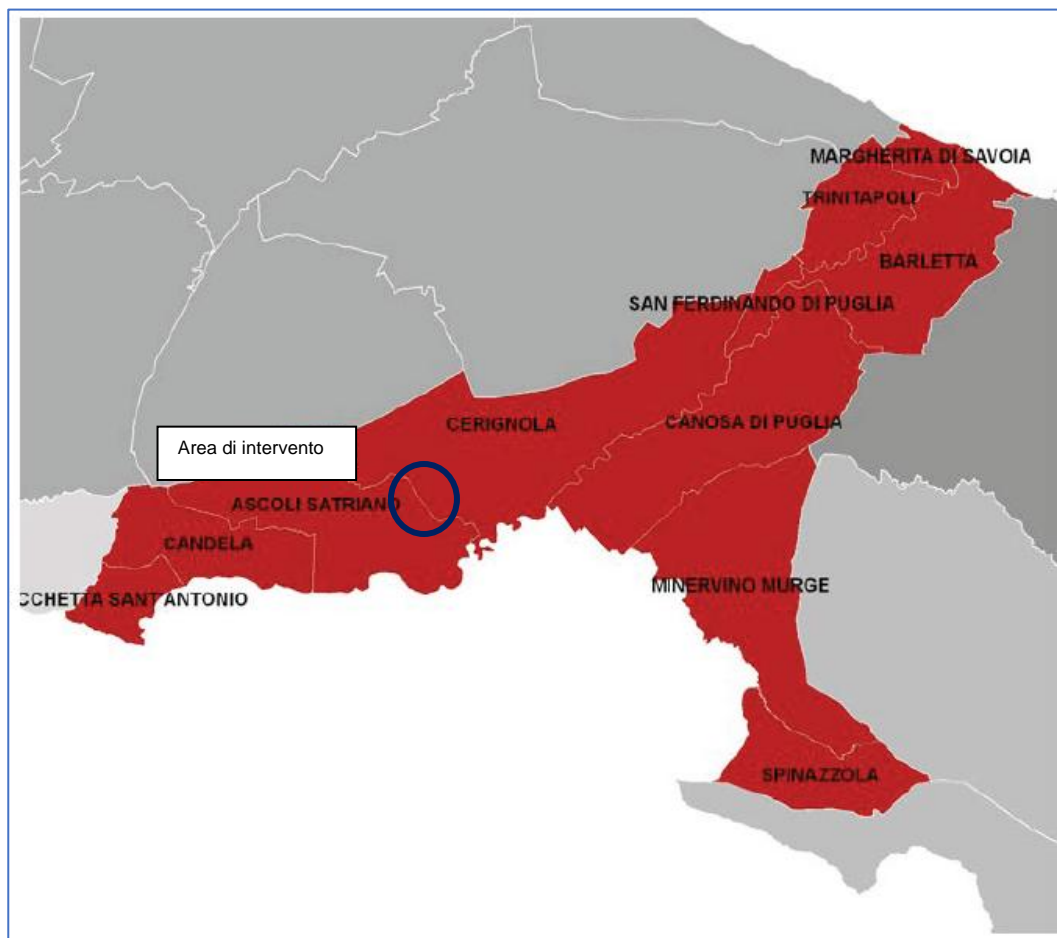 MARGHERITA DI SAVOIA
TRINITAPOLI
BARLETTA
SAN FERDINANDO DI PUGLIA
CERIGNOLA
CANOSA DI PUGLIA
Area di intervento
ASCOLI SATRIANO
CANDELA
MINERVINO MURGE
CCHETTA SANT'ANTONIO
SPINAZZOLA